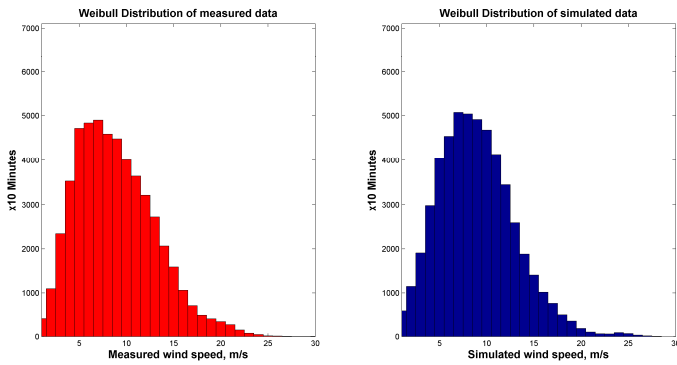 Weibull Distribution of measured data
7000
6000
5000
4000
3000
2000
1000
0
x10 Minutes
5 10 15 20 25 30
Measured wind speed, m/s
Weibull Distribution of simulated data
7000
6000
5000
4000
3000
2000
1000
0
x10 Minutes
5 10 15 20 25 30
Simulated wind speed, m/s